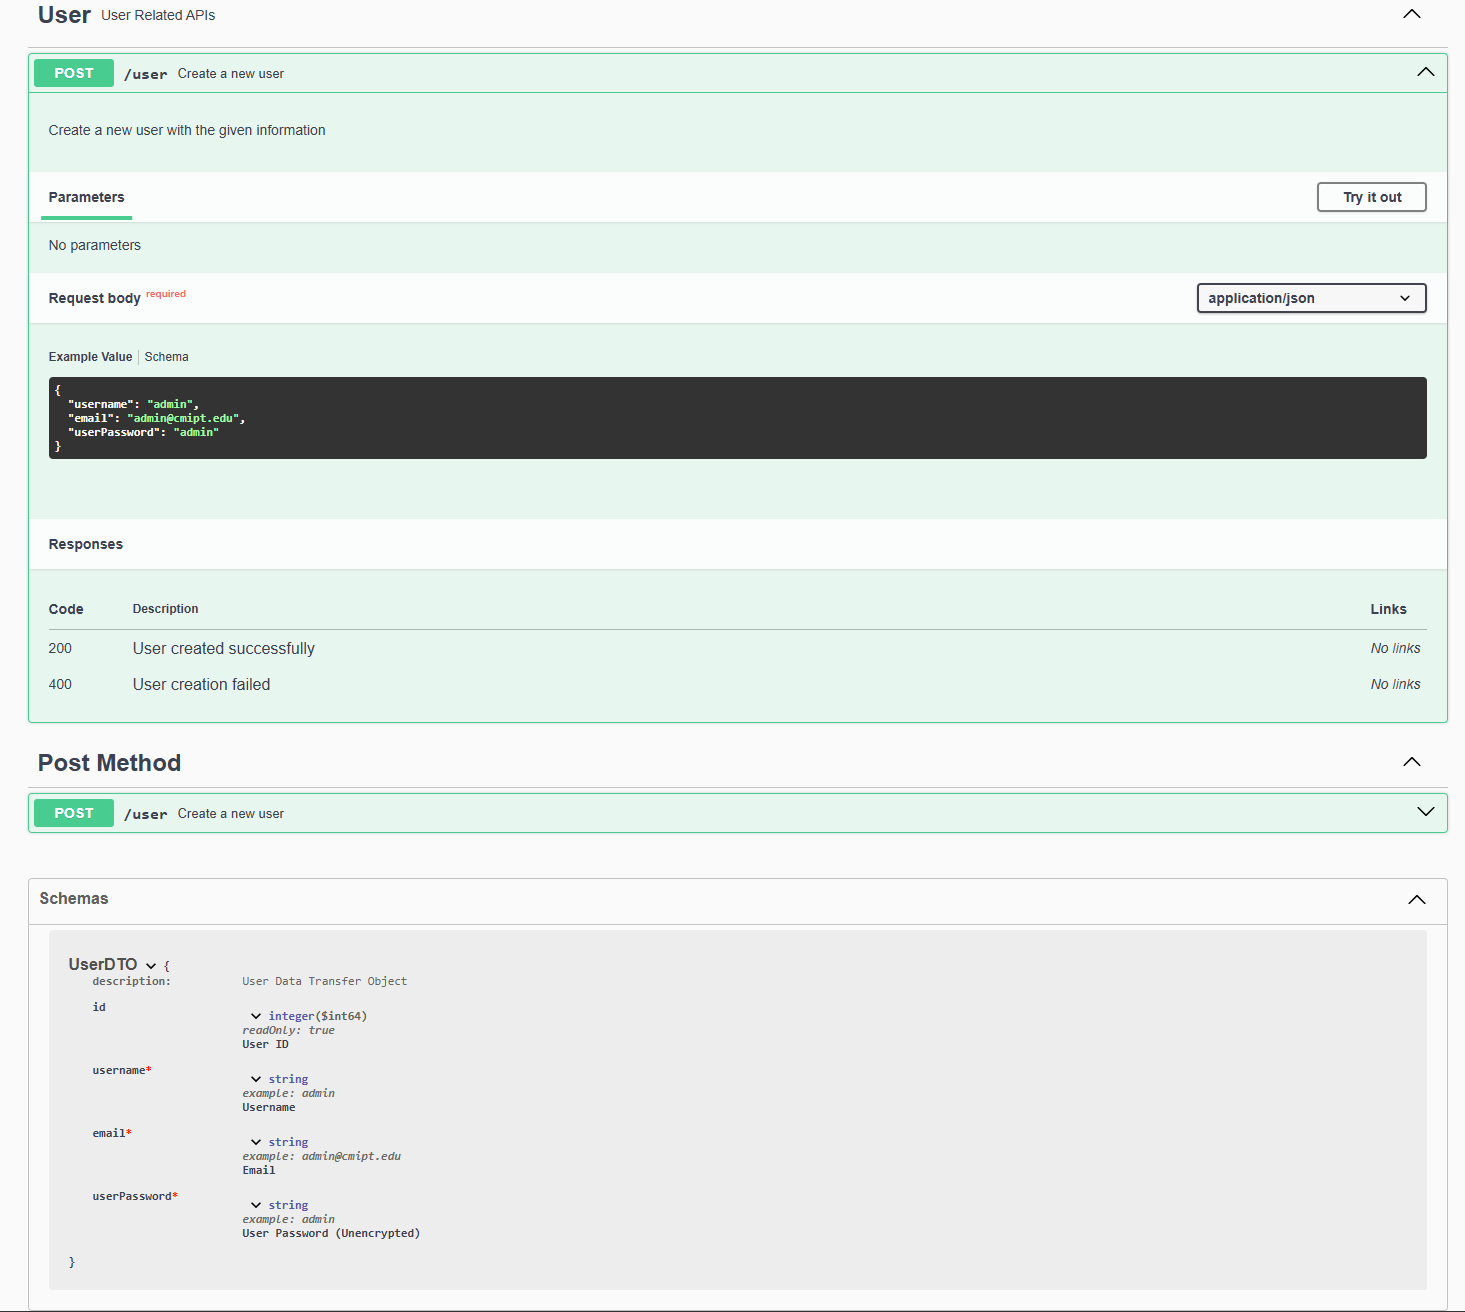 User User Related APIs
POST /user Create a new user
Create a new user with the given information
Parameters Try it out
No parameters
Request body required application/json
Example Value Schema
{
"username": "admin",
"email": "admin@cmipt.edu",
"userPassword": "admin"
}
Responses
Code Description Links
200 User created successfully No links
400 User creation failed No links
Post Method
POST /user Create a new user
Schemas
UserDTO {
description: User Data Transfer Object
id
integer($int64)
readOnly: true
User ID
username*
string
example: admin
Username
email*
string
example: admin@cmipt.edu
Email
userPassword*
string
example: admin
User Password (Unencrypted)
}